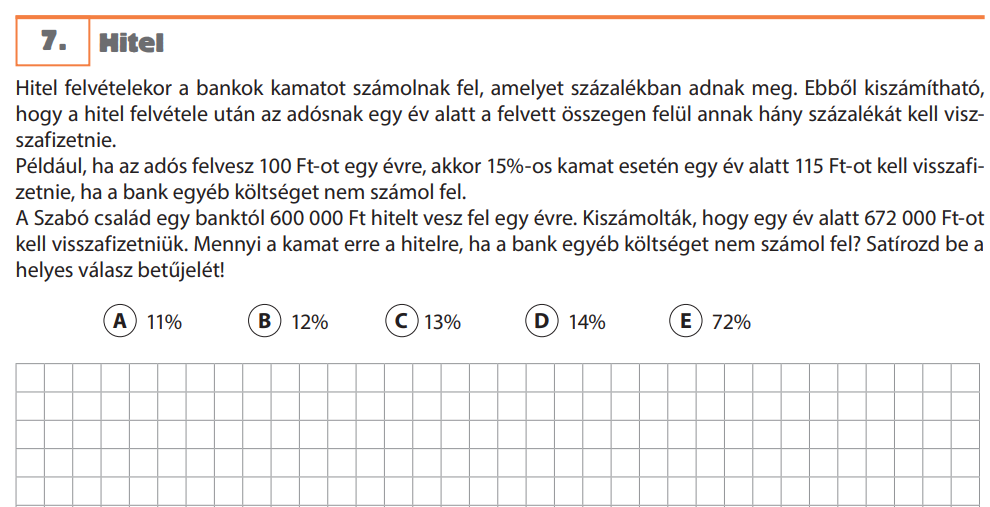 7. Hitel
Hitel felvételekor a bankok kamatot számolnak fel, amelyet százalékban adnak meg. Ebből kiszámítható,
hogy a hitel felvétele után az adósnak egy év alatt a felvett összegen felül annak hány százalékát kell visz-
szafizetnie.
Például, ha az adós felvesz 100 Ft-ot egy évre, akkor 15%-os kamat esetén egy év alatt 115 Ft-ot kell visszafi-
zetnie, ha a bank egyéb költséget nem számol fel.
A Szabó család egy banktól 600 000 Ft hitelt vesz fel egy évre. Kiszámolták, hogy egy év alatt 672 000 Ft-ot
kell visszafizetniük. Mennyi a kamat erre a hitelre, ha a bank egyéb költséget nem számol fel? Satírozd be a
helyes válasz betűjelét!
A 11% B 12% C 13% D 14% E 72%